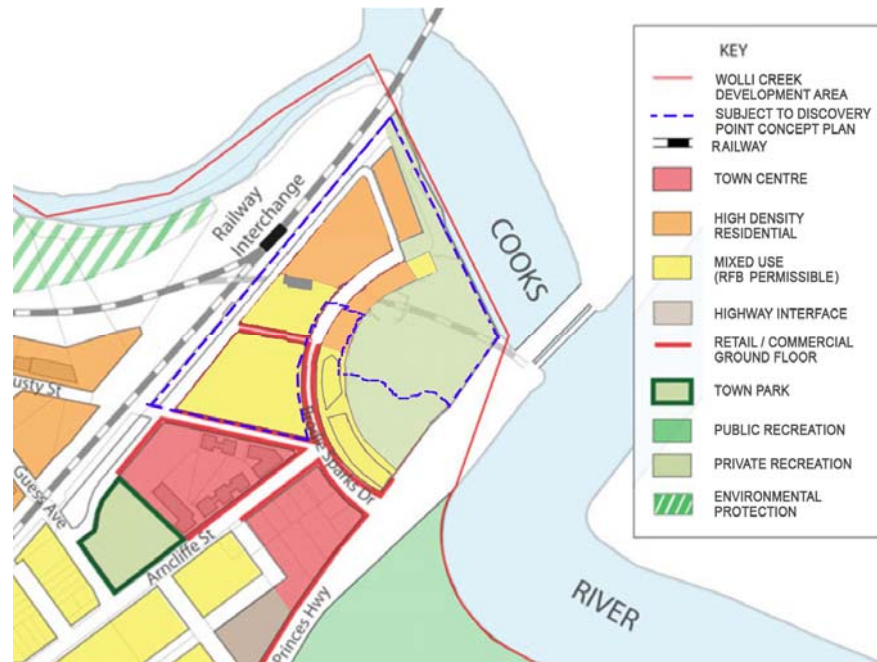 Railway
Interchange
COOKS
RIVER
usty St
Guess Ave
Arncliffe St
Sparks Dr
Princes Hwy
KEY
WOLLI CREEK
DEVELOPMENT AREA
SUBJECT TO DISCOVERY
POINT CONCEPT PLAN
RAILWAY
TOWN CENTRE
HIGH DENSITY
RESIDENTIAL
MIXED USE
(RFB PERMISSIBLE)
HIGHWAY INTERFACE
RETAIL / COMMERCIAL
GROUND FLOOR
TOWN PARK
PUBLIC RECREATION
PRIVATE RECREATION
ENVIRONMENTAL
PROTECTION